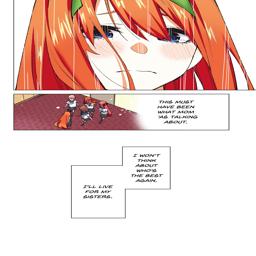 THIS MUST
HAVE BEEN
WHAT MOM
WAS TALKING
ABOUT.
I WON'T
THINK
ABOUT
WHO'S
THE BEST
AGAIN.
I'LL LIVE
FOR MY
SISTERS.